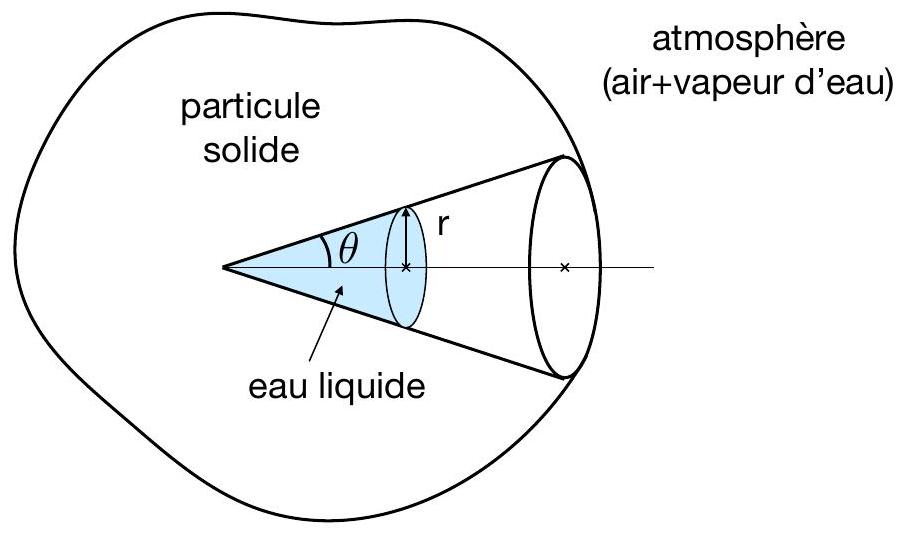 atmosphère
(air+vapeur d'eau)
particule
solide
r
θ
eau liquide